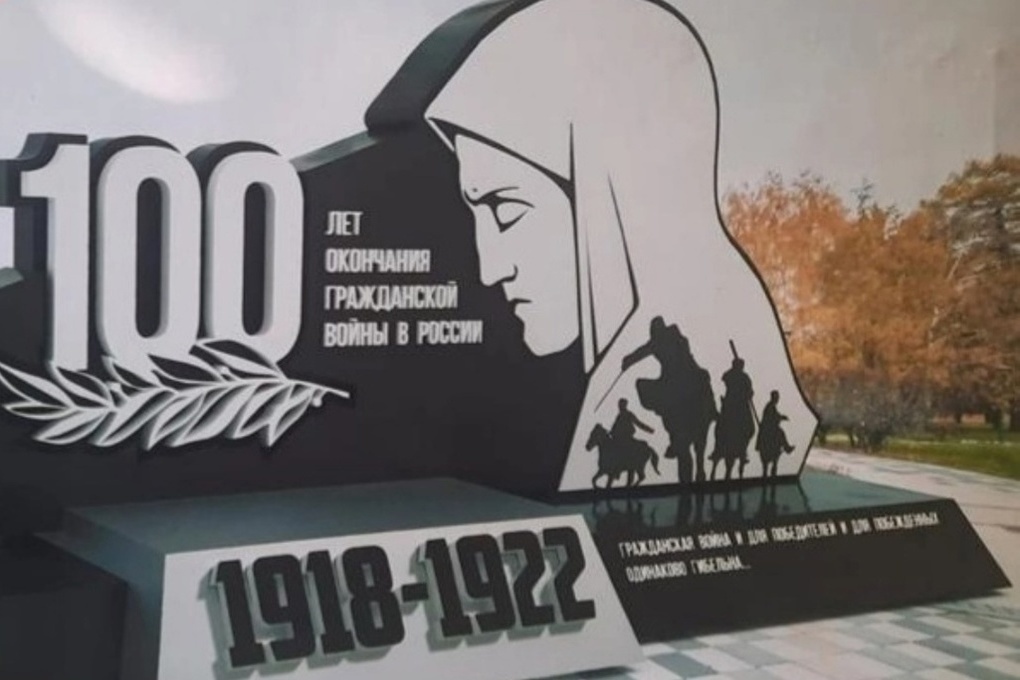 100
ЛЕТ
ОКОНЧАНИЯ
ГРАЖДАНСКОЙ
ВОЙНЫ В РОССИИ
1918-1922
ГРАЖДАНСКАЯ ВОЙНА И ДЛЯ ПОБЕДИТЕЛЕЙ И ДЛЯ ПОБЕЖДЕННЫХ
ОДИНАКОВО ГИБЕЛЬНА...